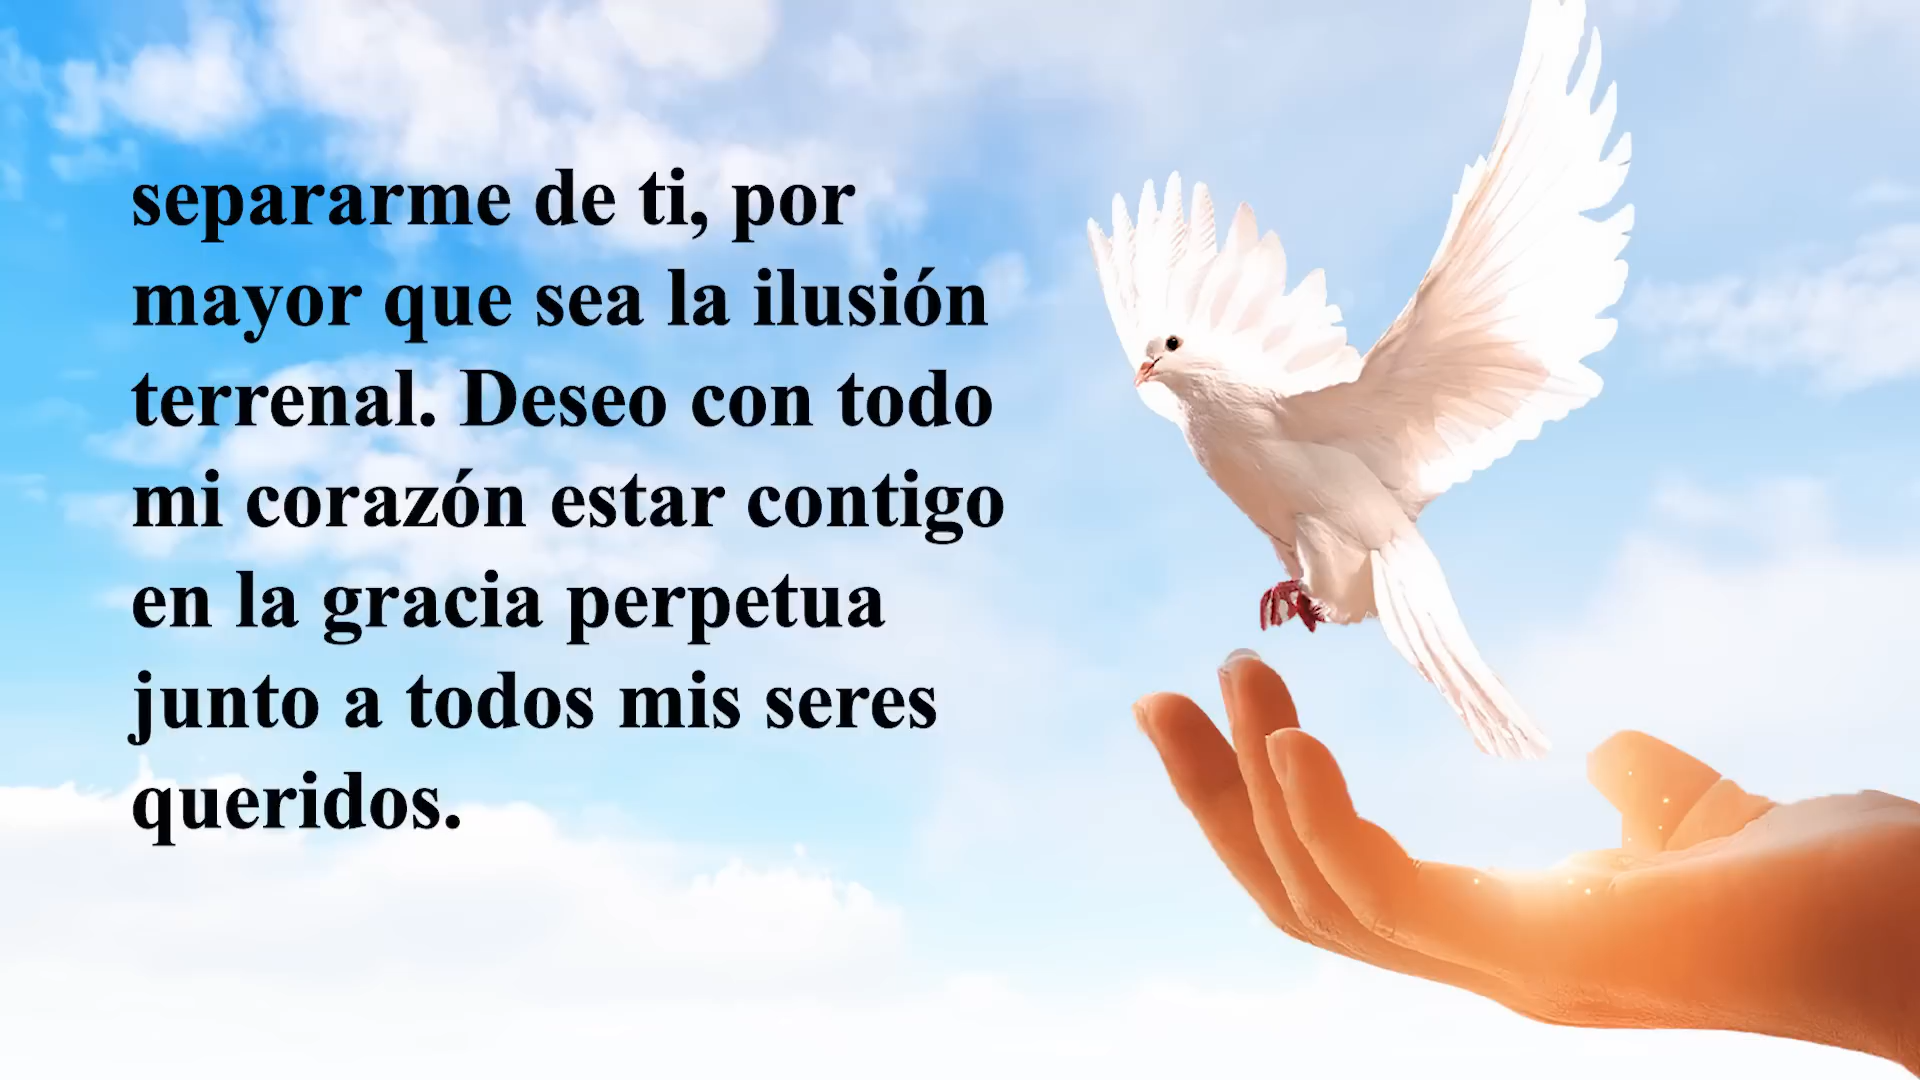 separarme de ti, por
mayor que sea la ilusión
terrenal. Deseo con todo
mi corazón estar contigo
en la gracia perpetua
junto a todos mis seres
queridos.